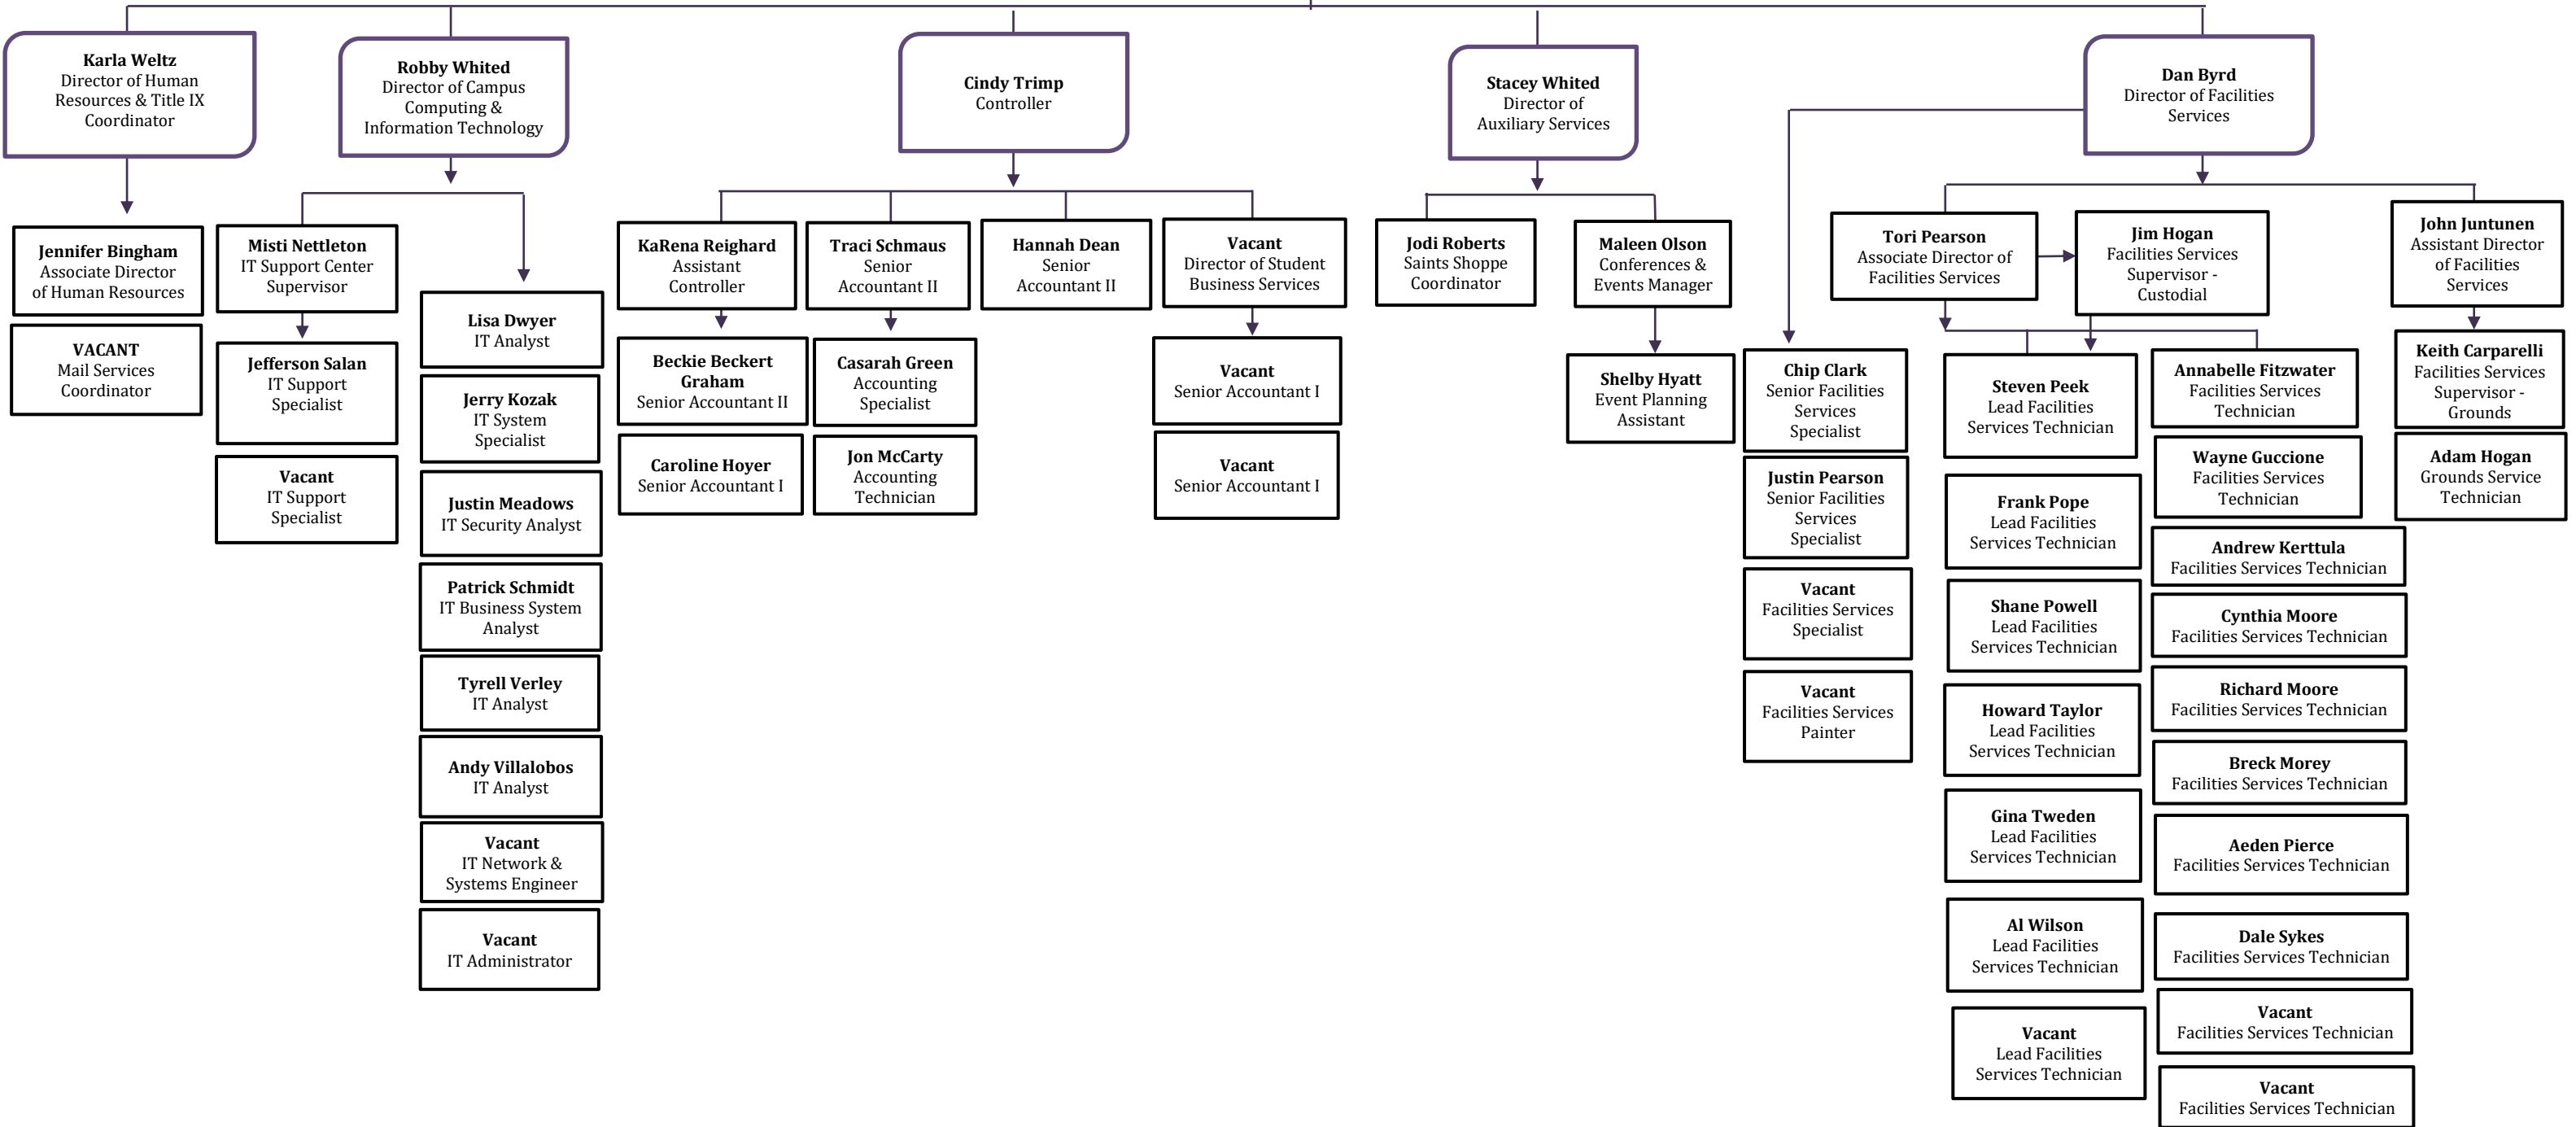 Karla Weltz
Director of Human
Resources & Title IX
Coordinator
Robby Whited
Director of Campus
Computing &
Information Technology
Cindy Trimp
Controller
Stacey Whited
Director of
Auxiliary Services
Dan Byrd
Director of Facilities
Services
Jennifer Bingham
Associate Director
of Human Resources
VACANT
Mail Services
Coordinator
Misti Nettleton
IT Support Center
Supervisor
Jefferson Salan
IT Support
Specialist
Vacant
IT Support
Specialist
Lisa Dwyer
IT Analyst
Jerry Kozak
IT System
Specialist
Justin Meadows
IT Security Analyst
Patrick Schmidt
IT Business System
Analyst
Tyrell Verley
IT Analyst
Andy Villalobos
IT Analyst
Vacant
IT Network &
Systems Engineer
Vacant
IT Administrator
KaRena Reighard
Assistant
Controller
Beckie Beckert
Graham
Senior Accountant II
Caroline Hoyer
Senior Accountant I
Traci Schmaus
Senior
Accountant II
Casarah Green
Accounting
Specialist
Jon McCarty
Accounting
Technician
Hannah Dean
Senior
Accountant II
Vacant
Director of Student
Business Services
Vacant
Senior Accountant I
Vacant
Senior Accountant I
Jodi Roberts
Saints Shoppe
Coordinator
Maleen Olson
Conferences &
Events Manager
Shelby Hyatt
Event Planning
Assistant
Chip Clark
Senior Facilities
Services
Specialist
Justin Pearson
Senior Facilities
Services
Specialist
Vacant
Facilities Services
Specialist
Vacant
Facilities Services
Painter
Tori Pearson
Associate Director of
Facilities Services
Jim Hogan
Facilities Services
Supervisor -
Custodial
Steven Peek
Lead Facilities
Services Technician
Frank Pope
Lead Facilities
Services Technician
Shane Powell
Lead Facilities
Services Technician
Howard Taylor
Lead Facilities
Services Technician
Gina Tweden
Lead Facilities
Services Technician
Al Wilson
Lead Facilities
Services Technician
Vacant
Lead Facilities
Services Technician
Annabelle Fitzwater
Facilities Services
Technician
Wayne Guccione
Facilities Services
Technician
Andrew Kerttula
Facilities Services Technician
Cynthia Moore
Facilities Services Technician
Richard Moore
Facilities Services Technician
Breck Morey
Facilities Services Technician
Aeden Pierce
Facilities Services Technician
Dale Sykes
Facilities Services Technician
Vacant
Facilities Services Technician
Vacant
Facilities Services Technician
John Juntunen
Assistant Director
of Facilities
Services
Keith Carparelli
Facilities Services
Supervisor -
Grounds
Adam Hogan
Grounds Service
Technician